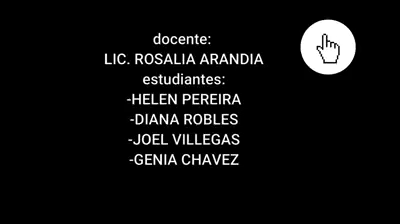 docente:
LIC. ROSALIA ARANDIA
estudiantes:
-HELEN PEREIRA
-DIANA ROBLES
-JOEL VILLEGAS
-GENIA CHAVEZ